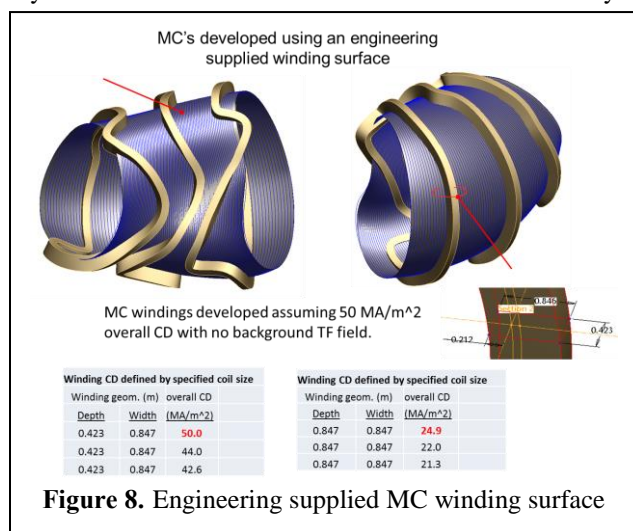 MC's developed using an engineering
supplied winding surface
0.846
0.423
0.212
MC windings developed assuming 50 MA/m^2
overall CD with no background TF field.
Winding CD defined by specified coil size
Winding geom. (m) overall CD
Depth Width (MA/m^2)
0.423 0.847 50.0
0.423 0.847 44.0
0.423 0.847 42.6
Winding CD defined by specified coil size
Winding geom. (m) overall CD
Depth Width (MA/m^2)
0.847 0.847 24.9
0.847 0.847 22.0
0.847 0.847 21.3
Figure 8. Engineering supplied MC winding surface